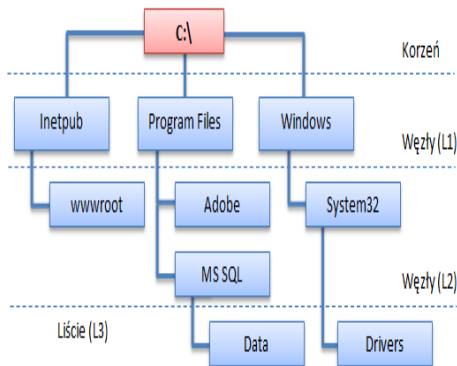 C:\
Korzeń
Inetpub
Program Files
Windows
Węzły (L1)
wwwroot
Adobe
System32
MS SQL
Węzły (L2)
Liście (L3)
Data
Drivers